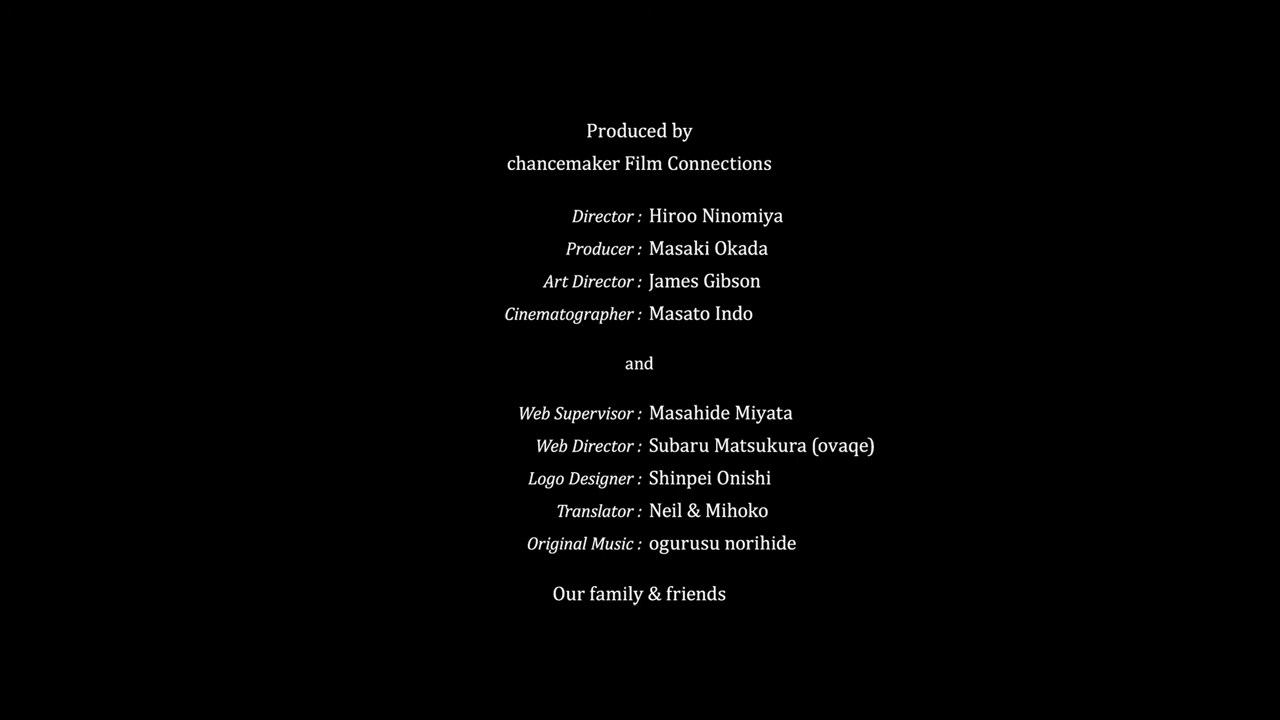 Produced by
chancemaker Film Connections
Director : Hiroo Ninomiya
Producer : Masaki Okada
Art Director : James Gibson
Cinematographer : Masato Indo
and
Web Supervisor : Masahide Miyata
Web Director : Subaru Matsukura (ovaqe)
Logo Designer : Shinpei Onishi
Translator : Neil & Mihoko
Original Music : ogurusu norihide
Our family & friends